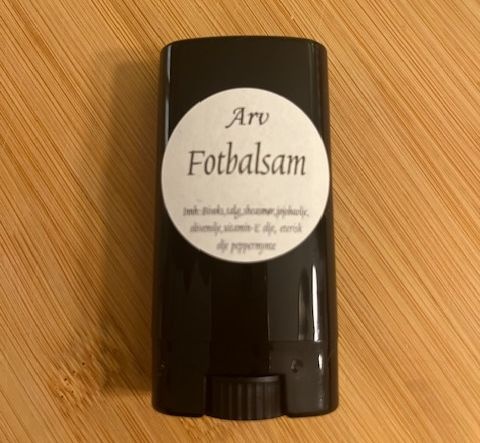 Arv
Fotbalsam
Innh: Bivoks, talg, sheasmør, jojobaolje,
olivenolje, vitamin-E olje, eterisk
olje peppermynte